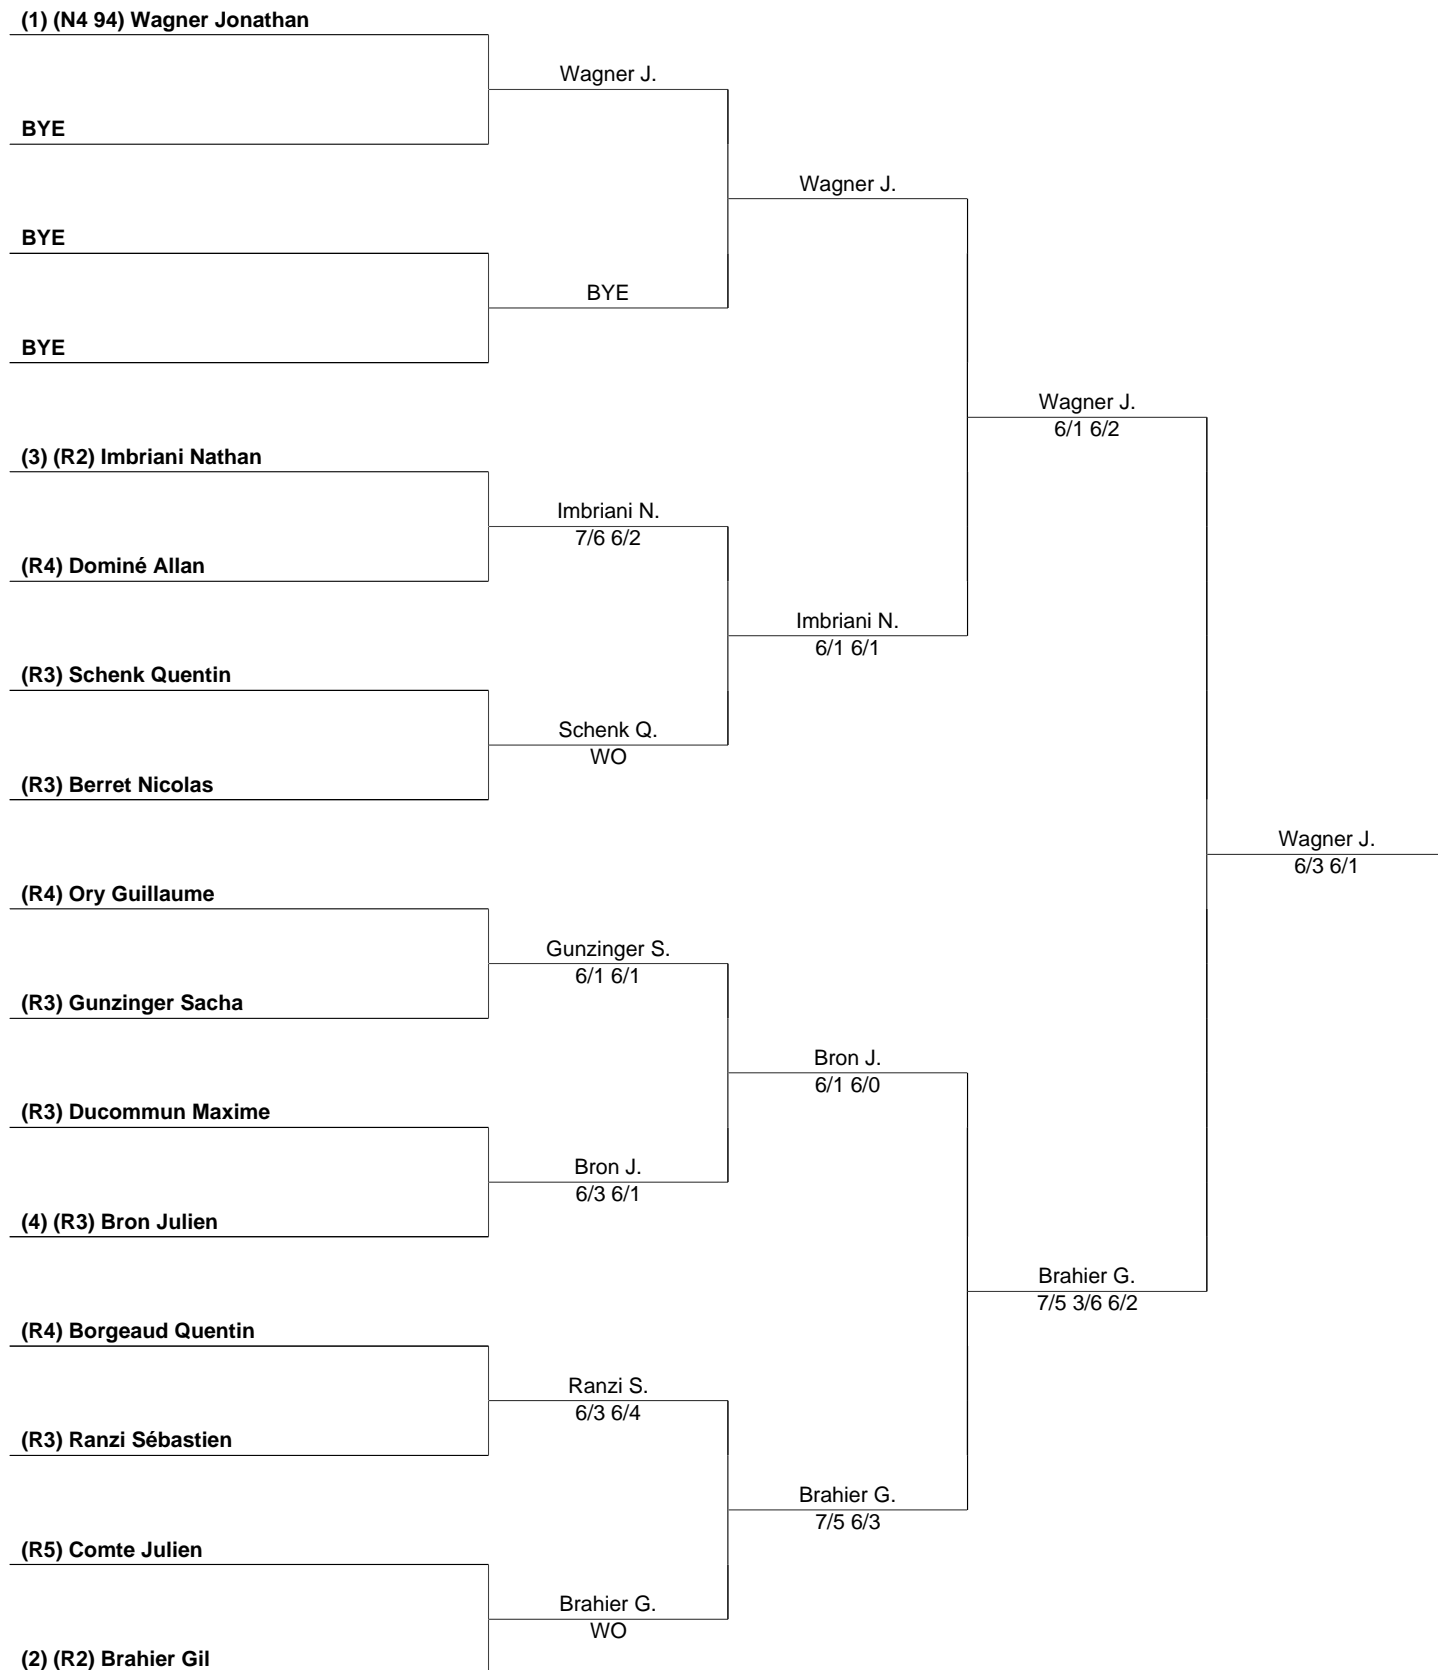 (1) (N4 94) Wagner Jonathan
Wagner J.
BYE
Wagner J.
BYE
BYE
BYE
Wagner J.
6/1 6/2
(3) (R2) Imbriani Nathan
Imbriani N.
7/6 6/2
(R4) Dominé Allan
Imbriani N.
6/1 6/1
(R3) Schenk Quentin
Schenk Q.
WO
(R3) Berret Nicolas
Wagner J.
6/3 6/1
(R4) Ory Guillaume
Gunzinger S.
6/1 6/1
(R3) Gunzinger Sacha
Bron J.
6/1 6/0
(R3) Ducommun Maxime
Bron J.
6/3 6/1
(4) (R3) Bron Julien
Brahier G.
7/5 3/6 6/2
(R4) Borgeaud Quentin
Ranzi S.
6/3 6/4
(R3) Ranzi Sébastien
Brahier G.
7/5 6/3
(R5) Comte Julien
Brahier G.
WO
(2) (R2) Brahier Gil